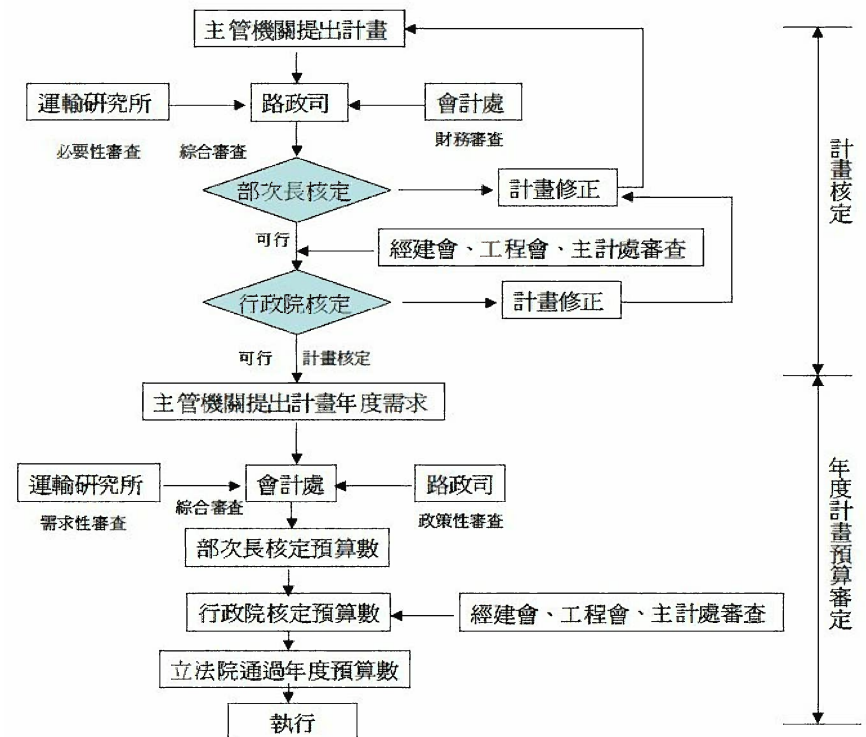 主管機關提出計畫
運輸研究所
路政司
會計處
必要性審查
綜合審查
財務審查
部次長核定
計畫修正
可行
經建會、工程會、主計處審查
行政院核定
計畫修正
可行
計畫核定
計畫核定
主管機關提出計畫年度需求
運輸研究所
會計處
路政司
需求性審查
綜合審查
政策性審查
部次長核定預算數
行政院核定預算數
經建會、工程會、主計處審查
立法院通過年度預算數
執行
年度計畫預算審定